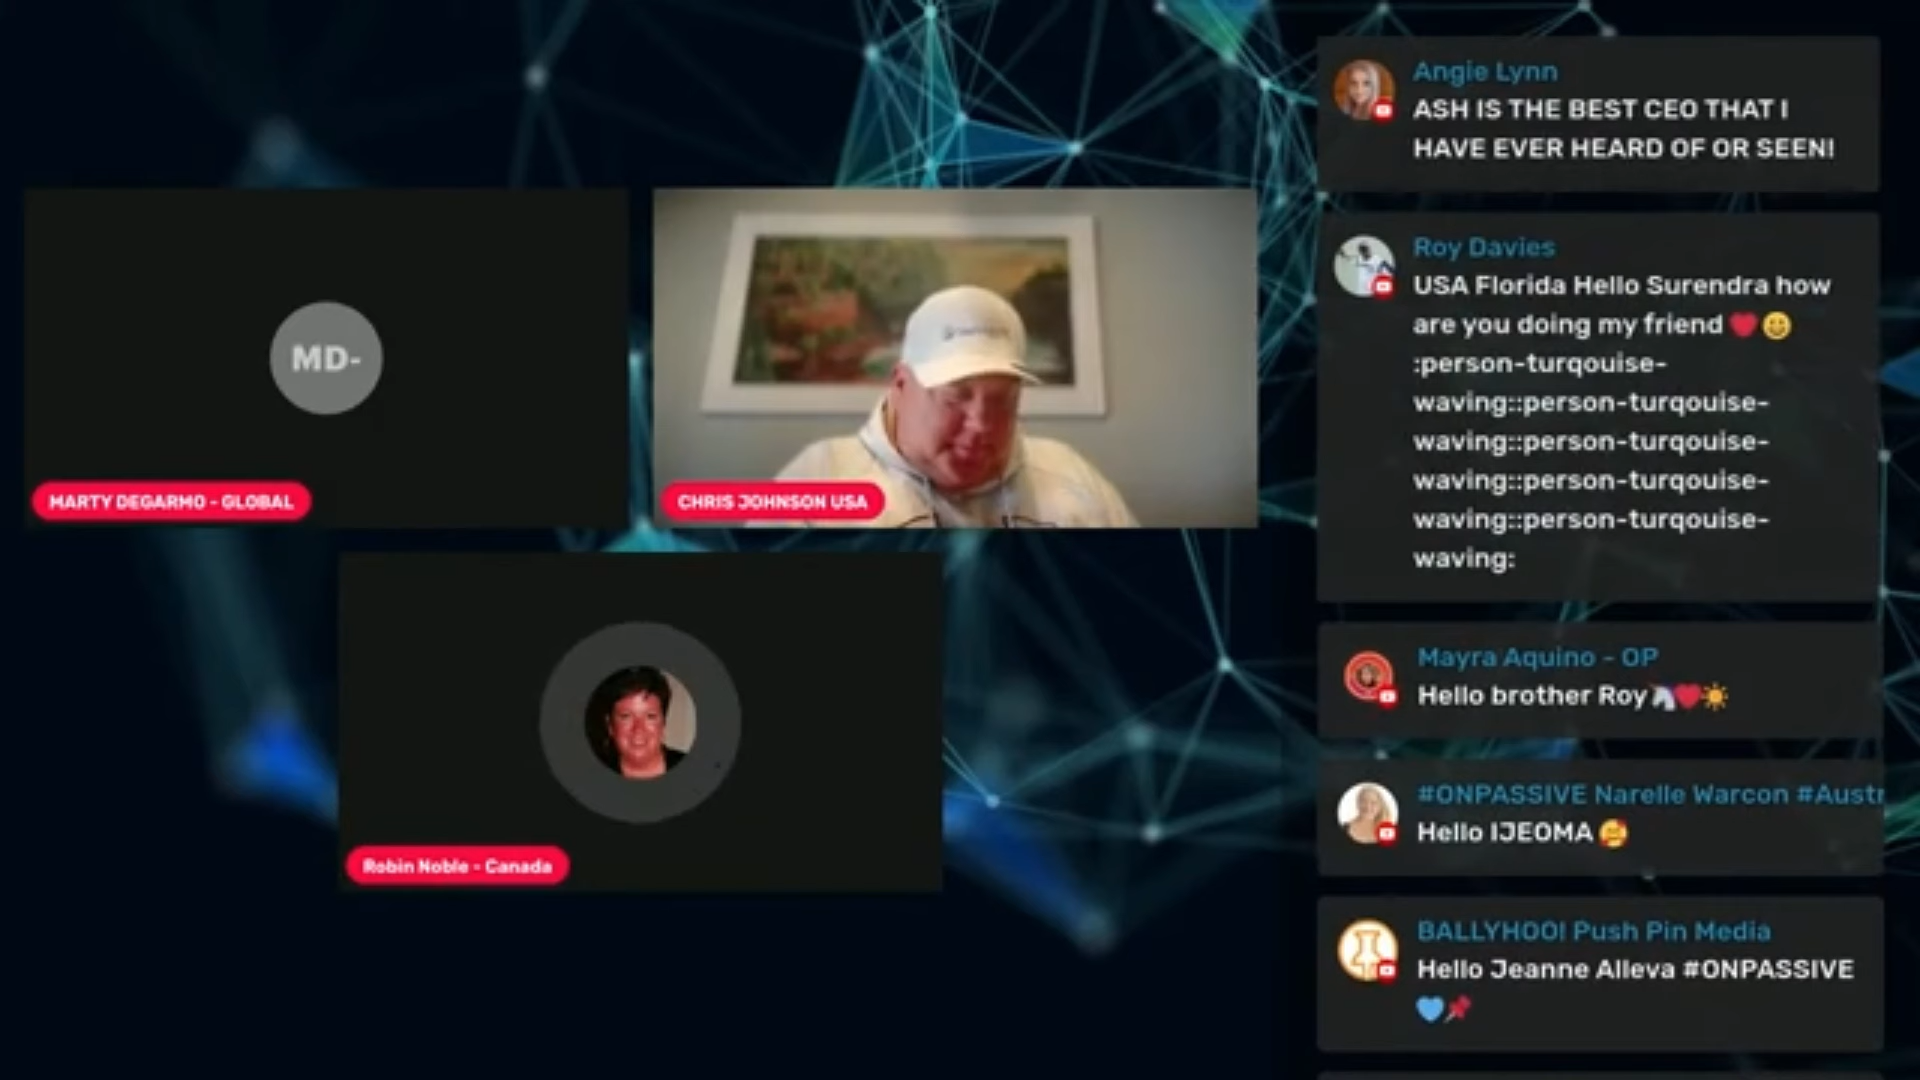 MD-
MARTY DEGARMO - GLOBAL
CHRIS JOHNSON USA
Robin Noble - Canada
Angie Lynn
ASH IS THE BEST CEO THAT I
HAVE EVER HEARD OF OR SEEN!
Roy Davies
USA Florida Hello Surendra how
are you doing my friend ❤️😀
:person-turqouise-
waving::person-turqouise-
waving::person-turqouise-
waving::person-turqouise-
waving::person-turqouise-
waving:
Mayra Aquino - OP
Hello brother Roy🦄❤️☀️
#ONPASSIVE Narelle Warcon #Austr
Hello IJEOMA 🥰
BALLYHOO! Push Pin Media
Hello Jeanne Alleva #ONPASSIVE
💙📌